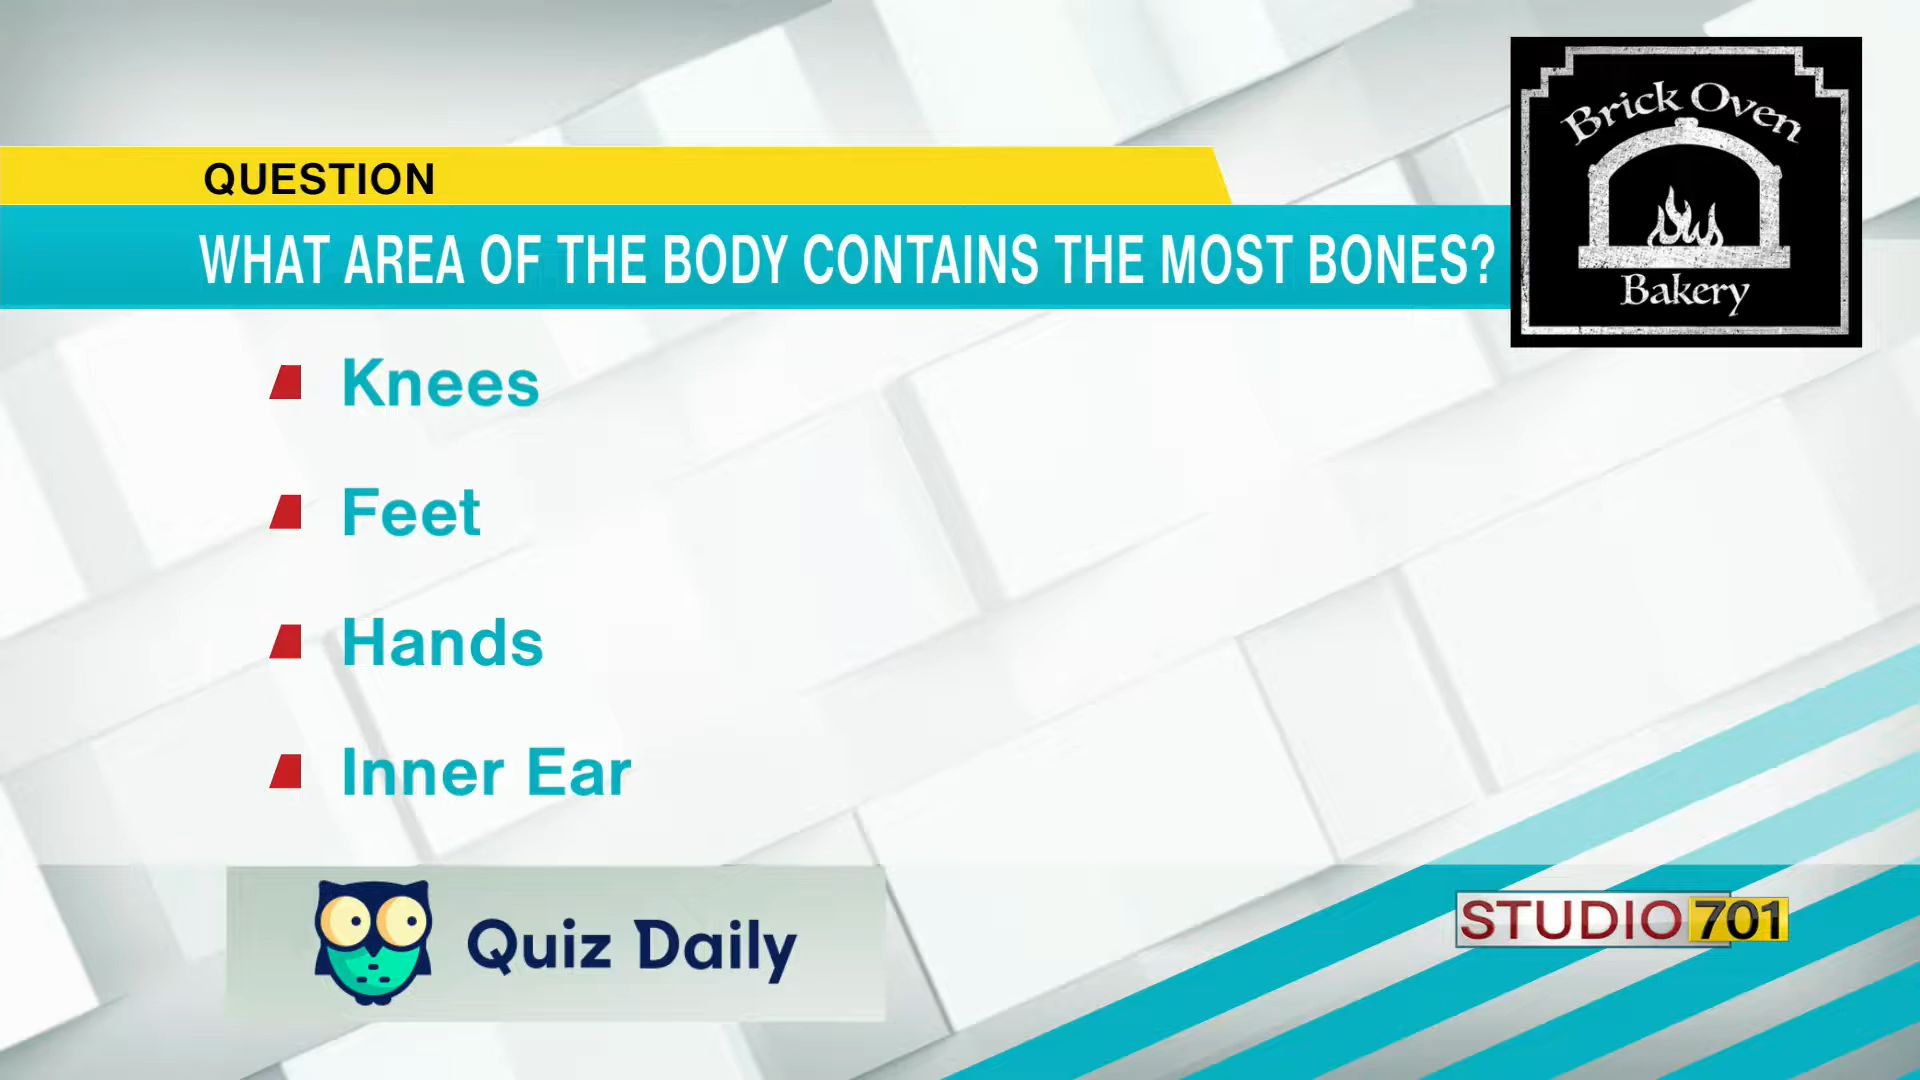 Brick Oven
Bakery
QUESTION
WHAT AREA OF THE BODY CONTAINS THE MOST BONES?
Knees
Feet
Hands
Inner Ear
Quiz Daily
STUDIO 701